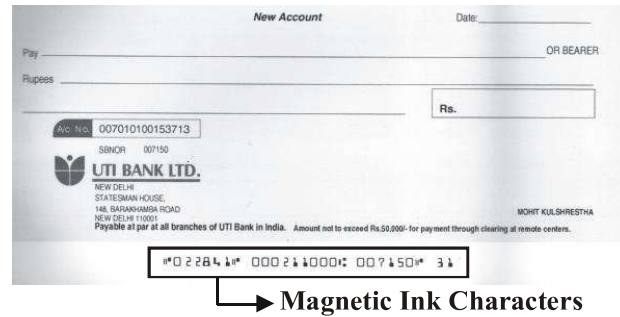 New Account Date:
Pay OR BEARER
Rupees
Rs.
A/c No. 007010100153713
SBNOR 007150
UTI BANK LTD.
NEW DELHI
STATESMAN HOUSE,
148, BARAKHAMBA ROAD
NEW DELHI 110001
MOHIT KULSHRESTHA
Payable at par at all branches of UTI Bank in India. Amount not to exceed Rs.50,000/- for payment through clearing at remote centers.
⑈022841⑈ 000211000⑆ 007150⑈ 31
Magnetic Ink Characters